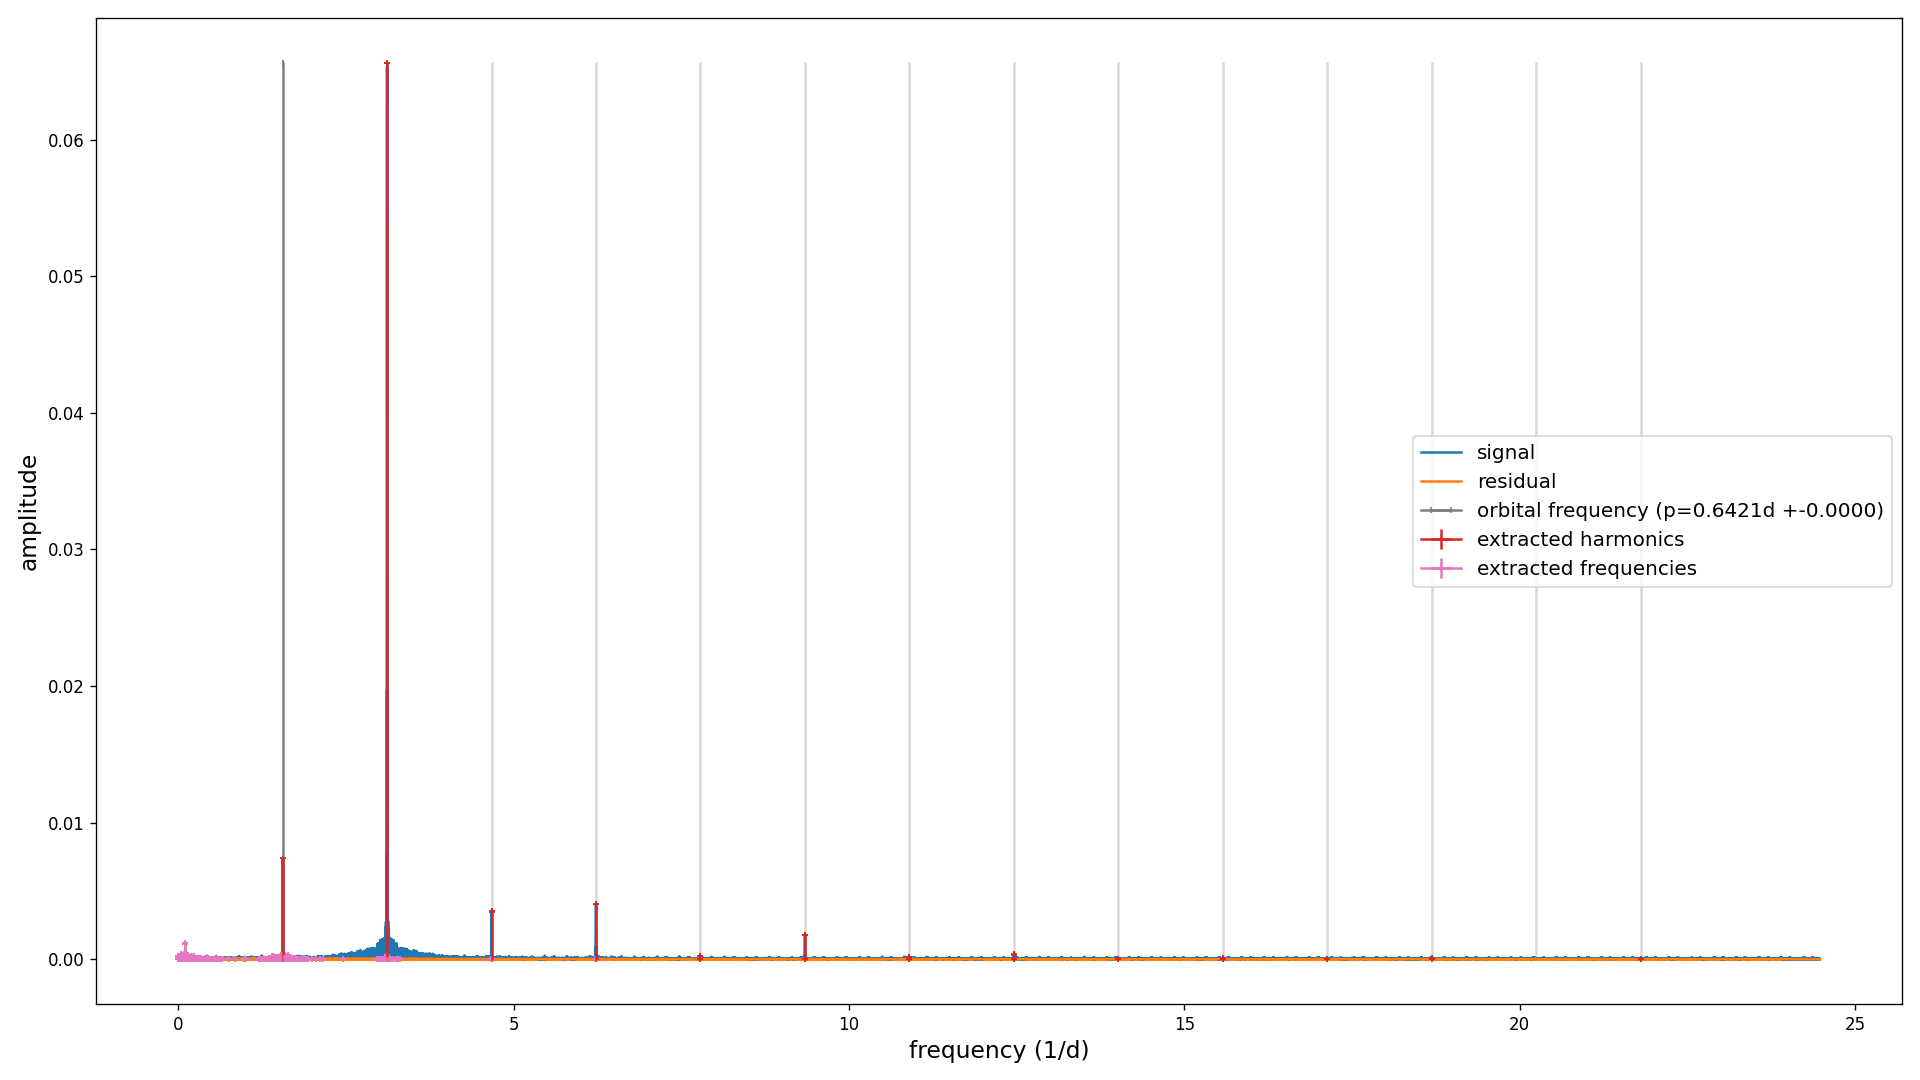 amplitude
0.06
0.05
0.04
0.03
0.02
0.01
0.00
signal
residual
orbital frequency (p=0.6421d +-0.0000)
extracted harmonics
extracted frequencies
0 5 10 15 20 25
frequency (1/d)